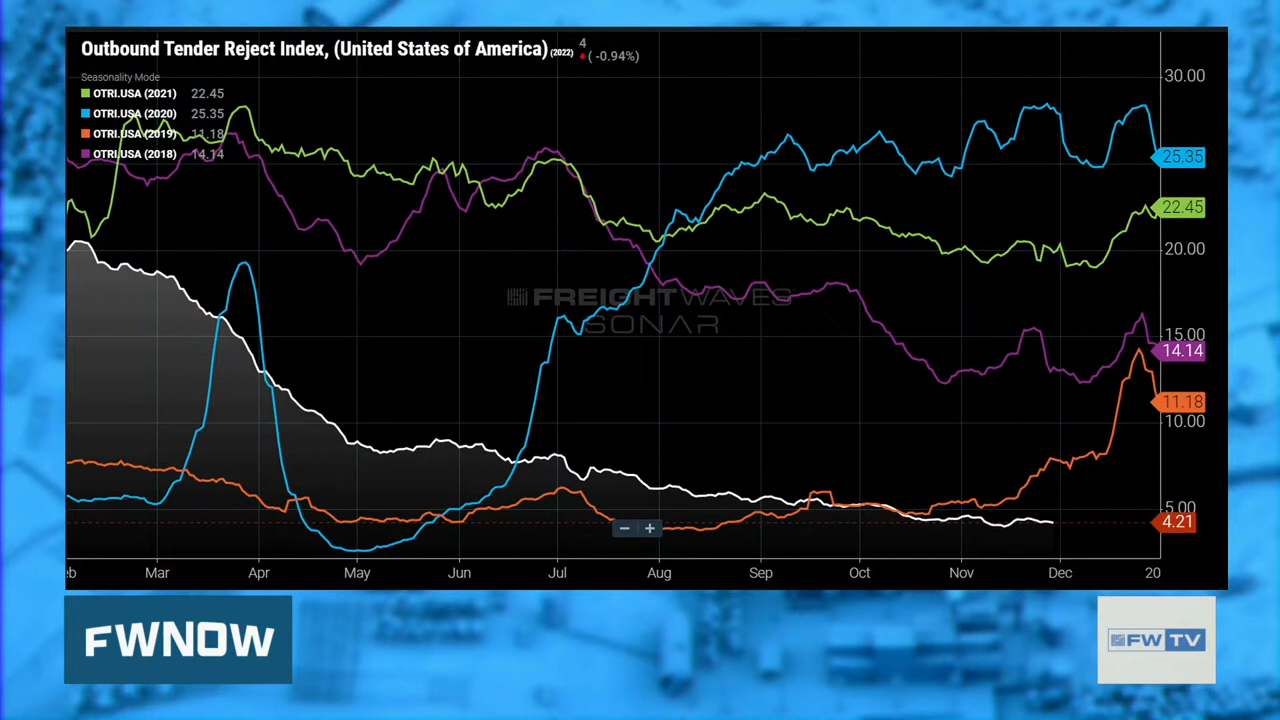 Outbound Tender Reject Index, (United States of America) (2022) 4 (-0.94%)
Seasonality Mode
OTRI.USA (2021) 22.45
OTRI.USA (2020) 25.35
OTRI.USA (2019) 11.18
OTRI.USA (2018) 14.14
30.00
25.35
22.45
20.00
15.00
14.14
11.18
10.00
5.00
4.21
FREIGHTWAVES
SONAR
− +
eb Mar Apr May Jun Jul Aug Sep Oct Nov Dec 20
FWNOW
FW TV